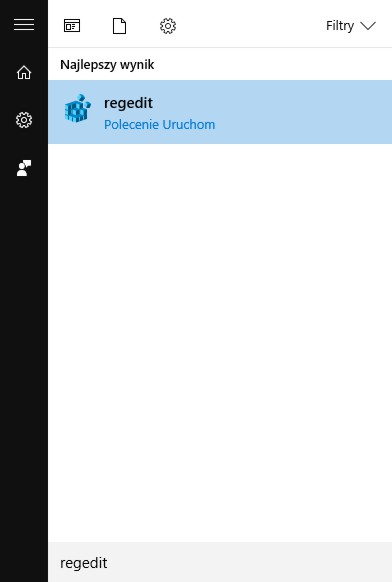 Filtry
Najlepszy wynik
regedit
Polecenie Uruchom
regedit